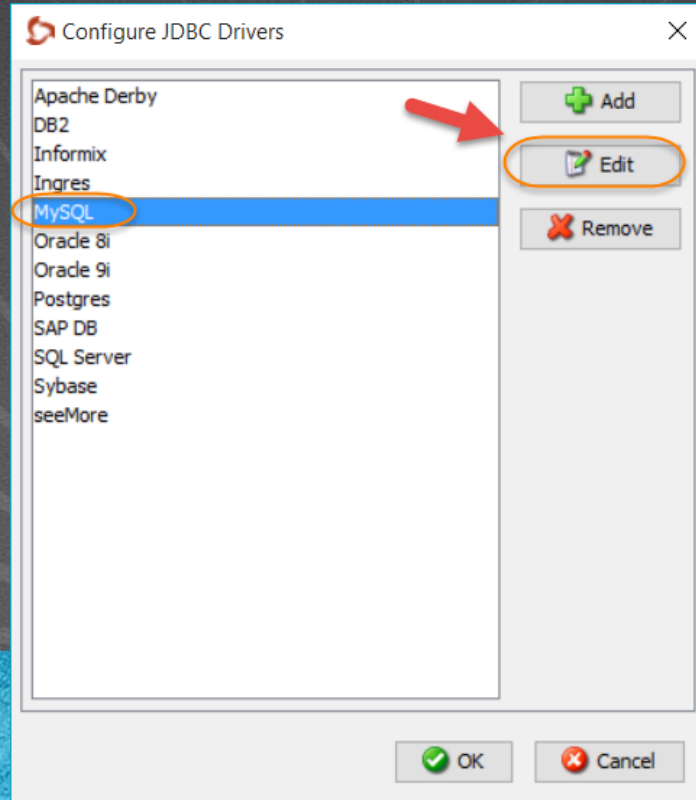 Configure JDBC Drivers
Apache Derby
DB2
Informix
Ingres
MySQL
Oracle 8i
Oracle 9i
Postgres
SAP DB
SQL Server
Sybase
seeMore
Add
Edit
Remove
OK
Cancel